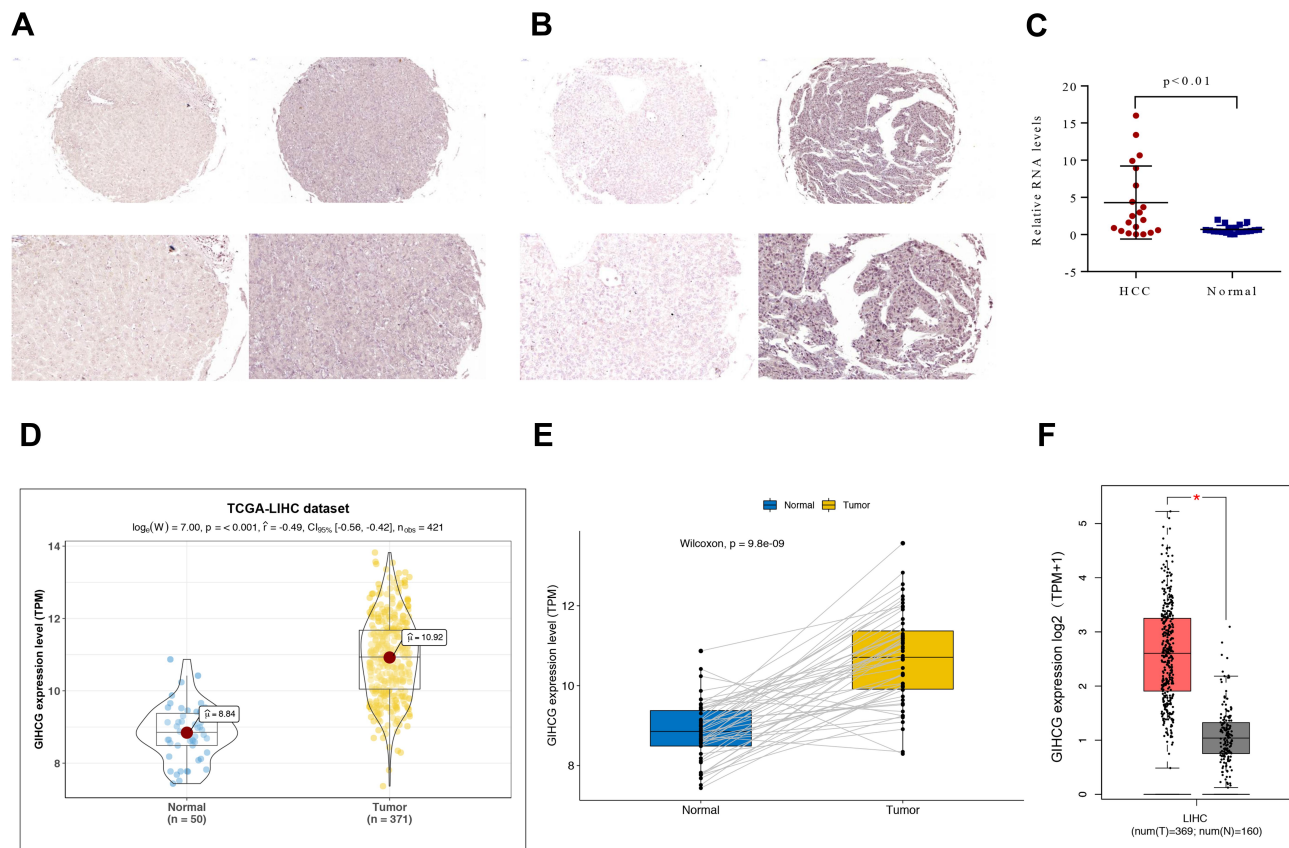 A
B
C
p<0.01
Relative RNA levels
20
15
10
5
0
-5
HCC
Normal
D
TCGA-LIHC dataset
logₑ(W) = 7.00, p = < 0.001, r̂ = -0.49, CI₉₅% [-0.56, -0.42], nₒbs = 421
GIHCG expression level (TPM)
14
12
10
8
μ̂ = 8.84
μ̂ = 10.92
Normal
(n = 50)
Tumor
(n = 371)
E
Normal
Tumor
Wilcoxon, p = 9.8e-09
GIHCG expression level (TPM)
12
10
8
Normal
Tumor
F
*
GIHCG expression log2（TPM+1)
5
4
3
2
1
0
LIHC
(num(T)=369; num(N)=160)